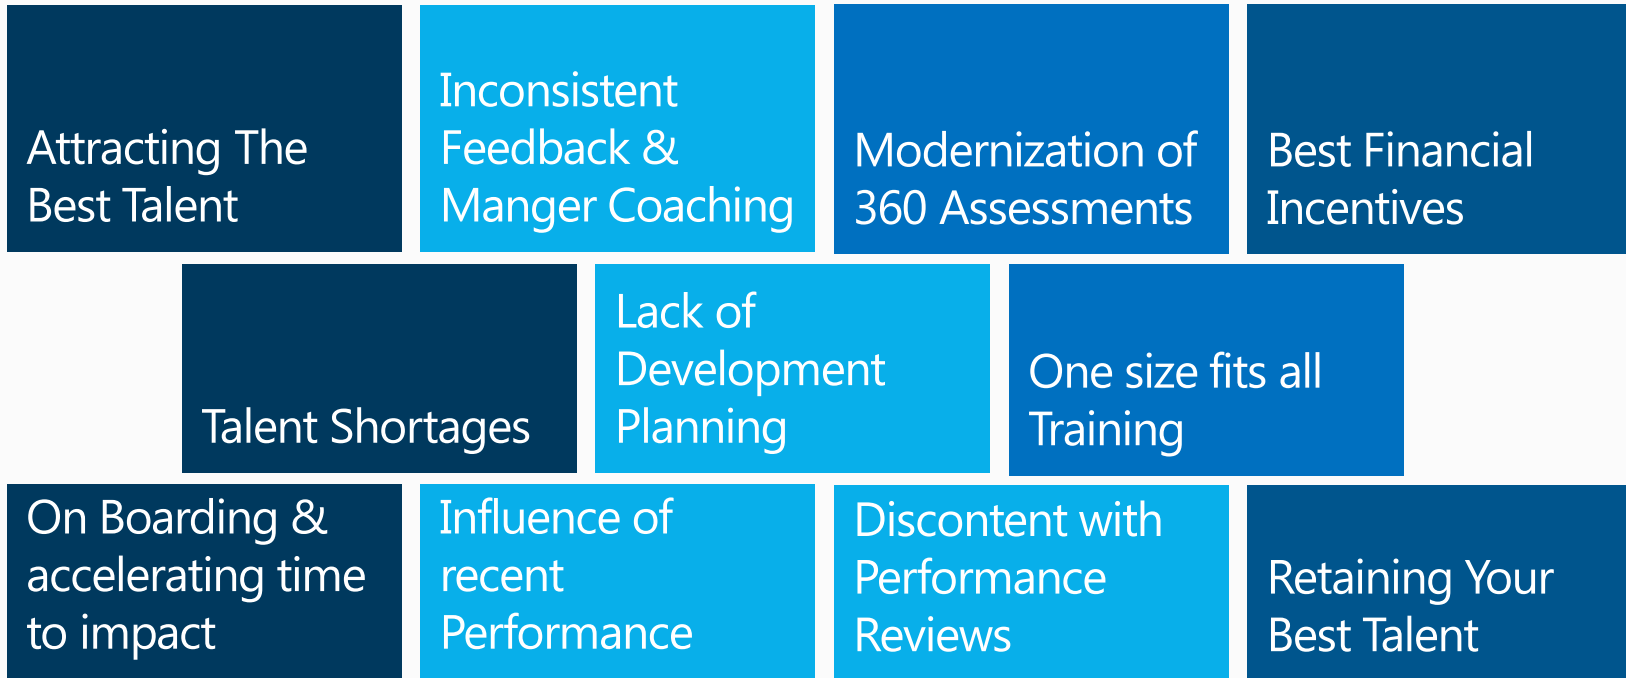 Attracting The
Best Talent
Inconsistent
Feedback &
Manger Coaching
Modernization of
360 Assessments
Best Financial
Incentives
Talent Shortages
Lack of
Development
Planning
One size fits all
Training
On Boarding &
accelerating time
to impact
Influence of
recent
Performance
Discontent with
Performance
Reviews
Retaining Your
Best Talent